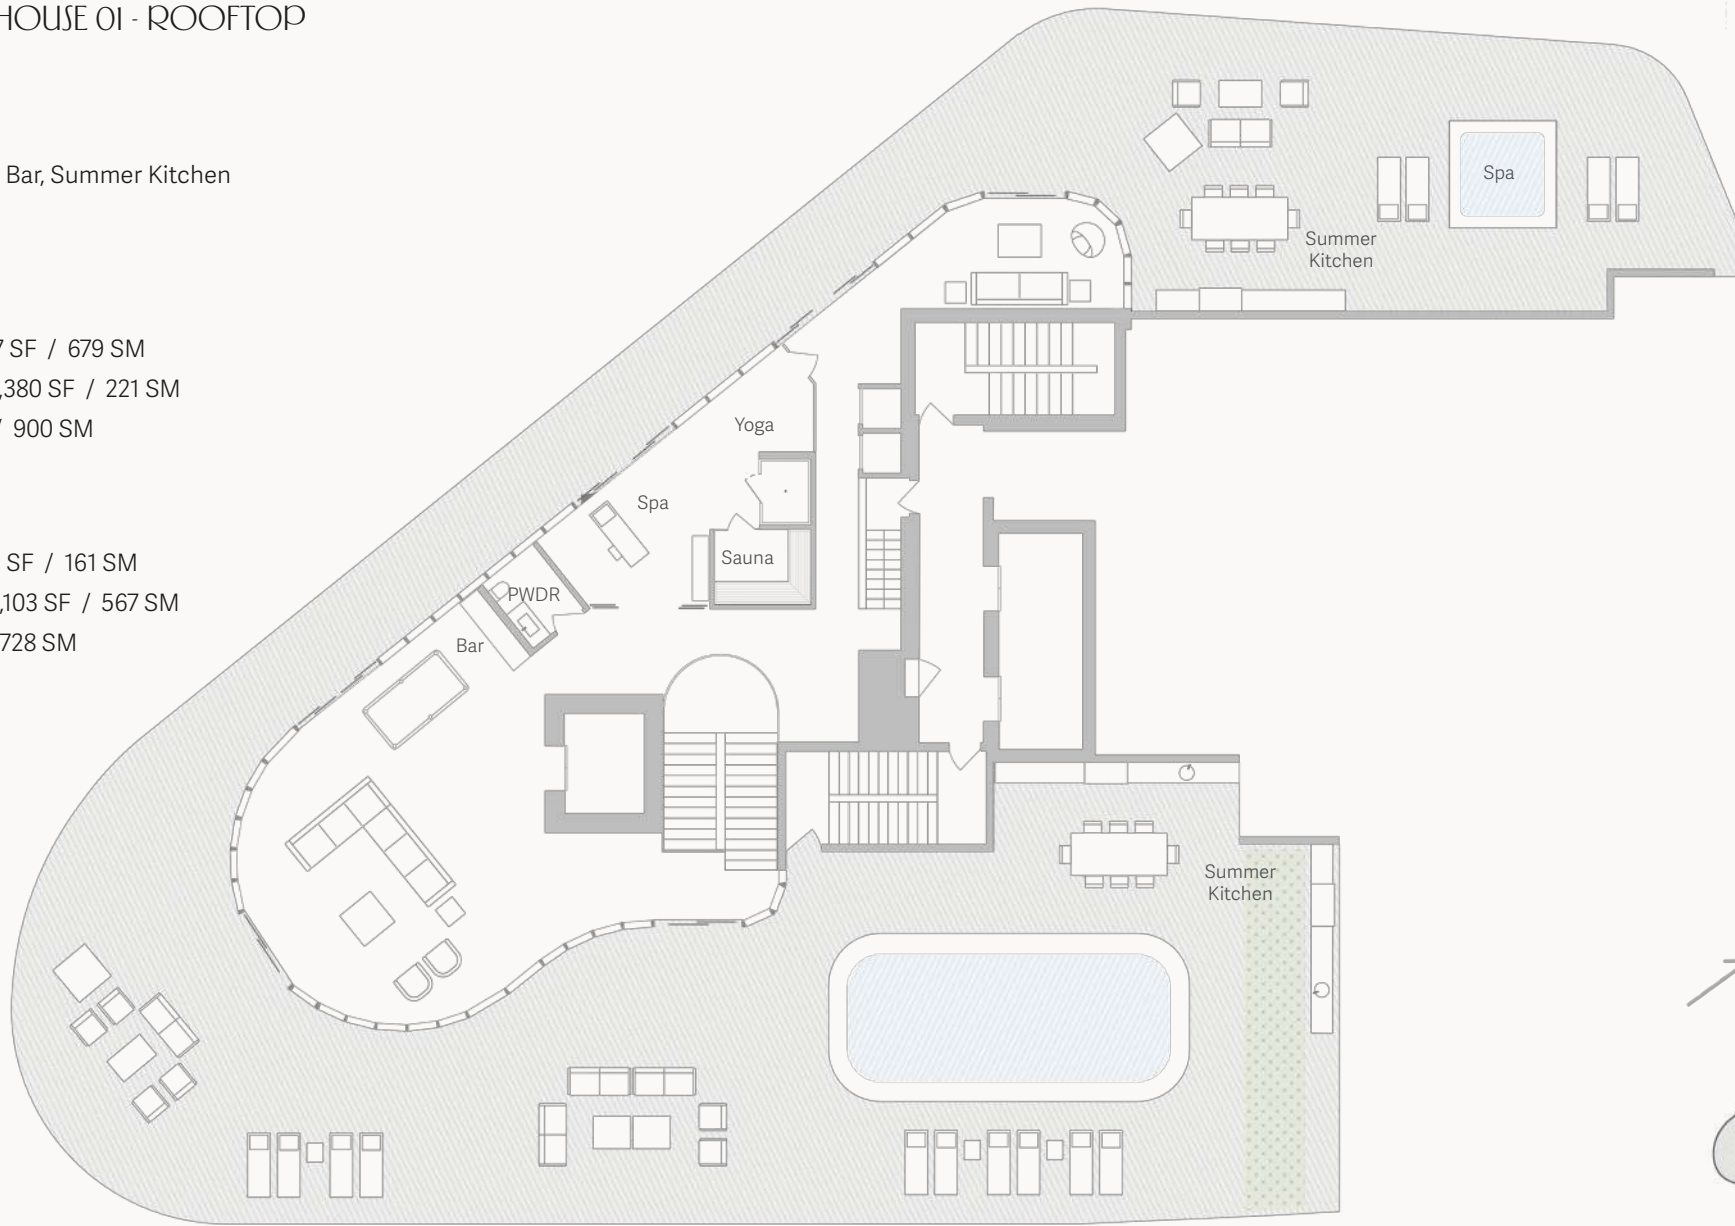 HOUSE 01 - ROOFTOP
Bar, Summer Kitchen
7 SF / 679 SM
,380 SF / 221 SM
/ 900 SM
SF / 161 SM
,103 SF / 567 SM
728 SM
Spa
Summer
Kitchen
Yoga
Spa
Sauna
PWDR
Bar
Summer
Kitchen